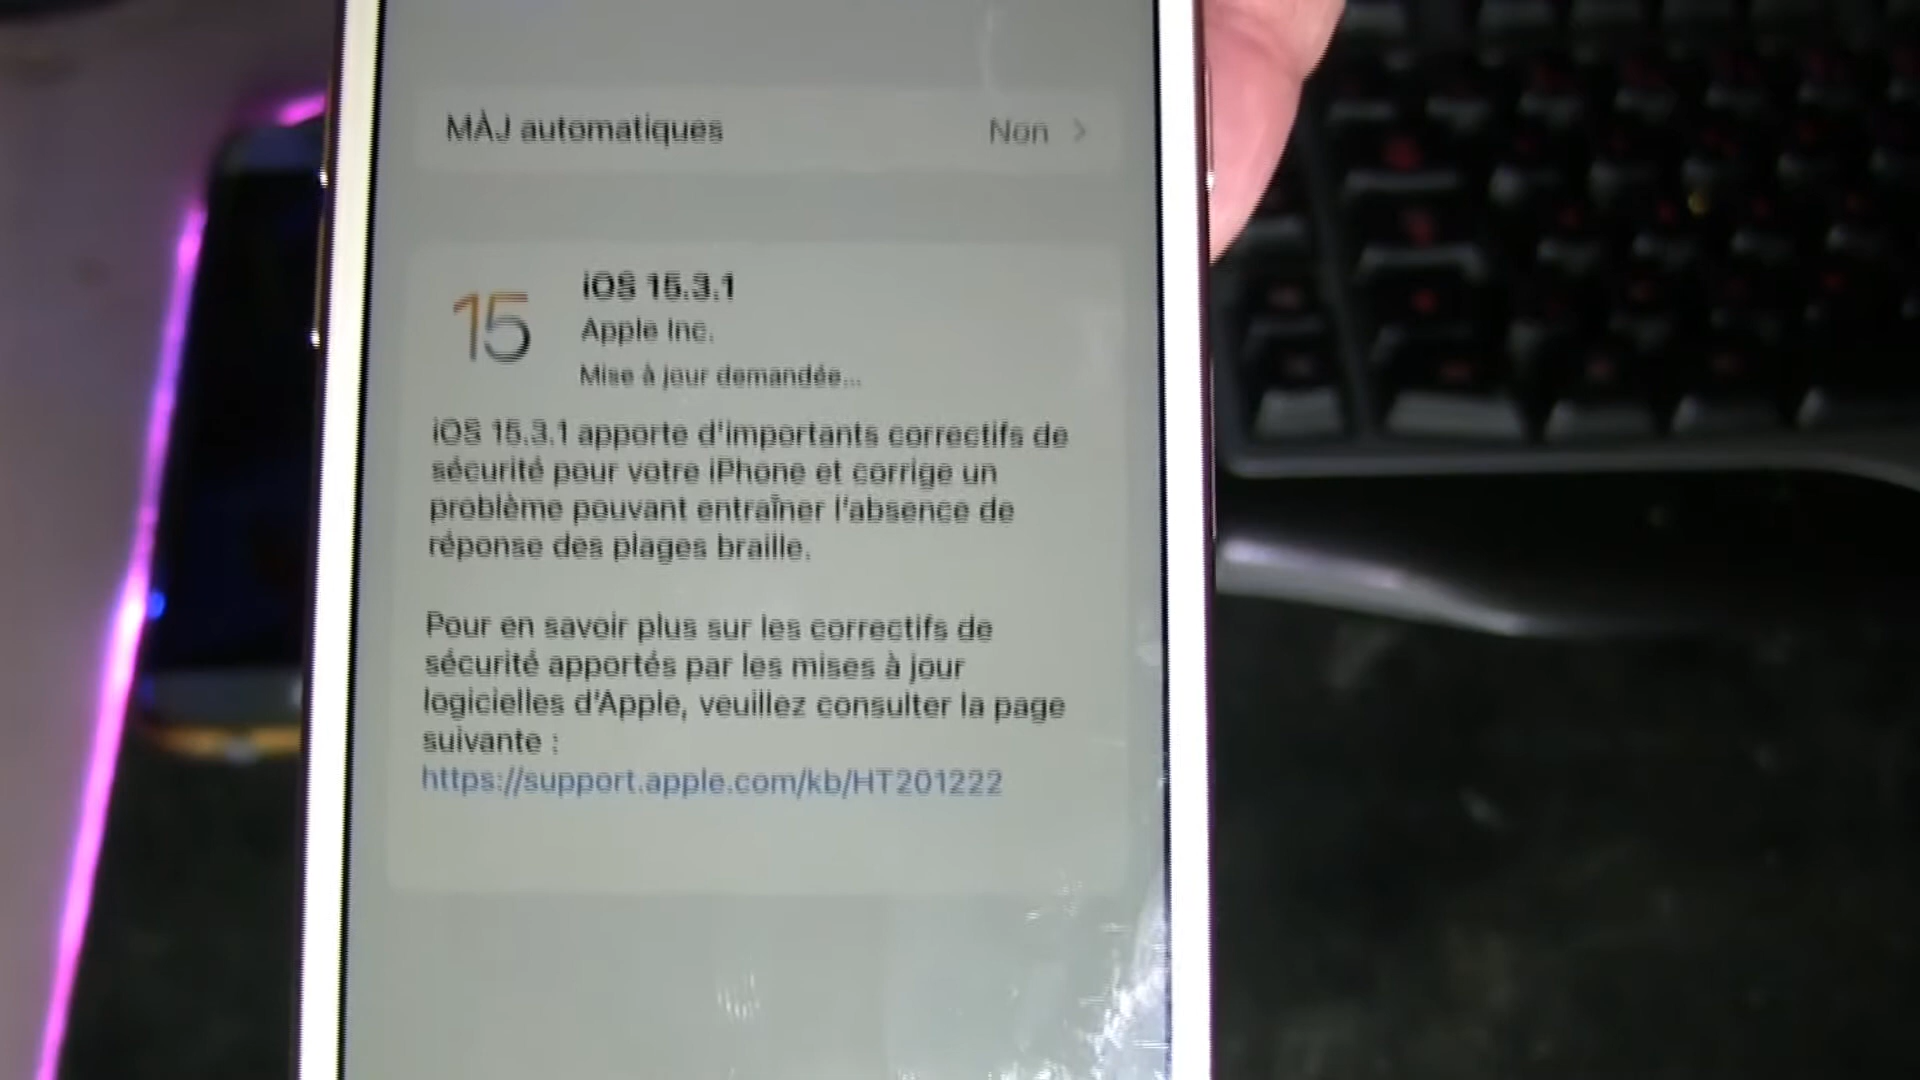 MÀJ automatiques Non
15
iOS 15.3.1
Apple Inc.
Mise à jour demandée...
iOS 15.3.1 apporte d'importants correctifs de
sécurité pour votre iPhone et corrige un
problème pouvant entraîner l'absence de
réponse des plages braille.
Pour en savoir plus sur les correctifs de
sécurité apportés par les mises à jour
logicielles d'Apple, veuillez consulter la page
suivante :
https://support.apple.com/kb/HT201222